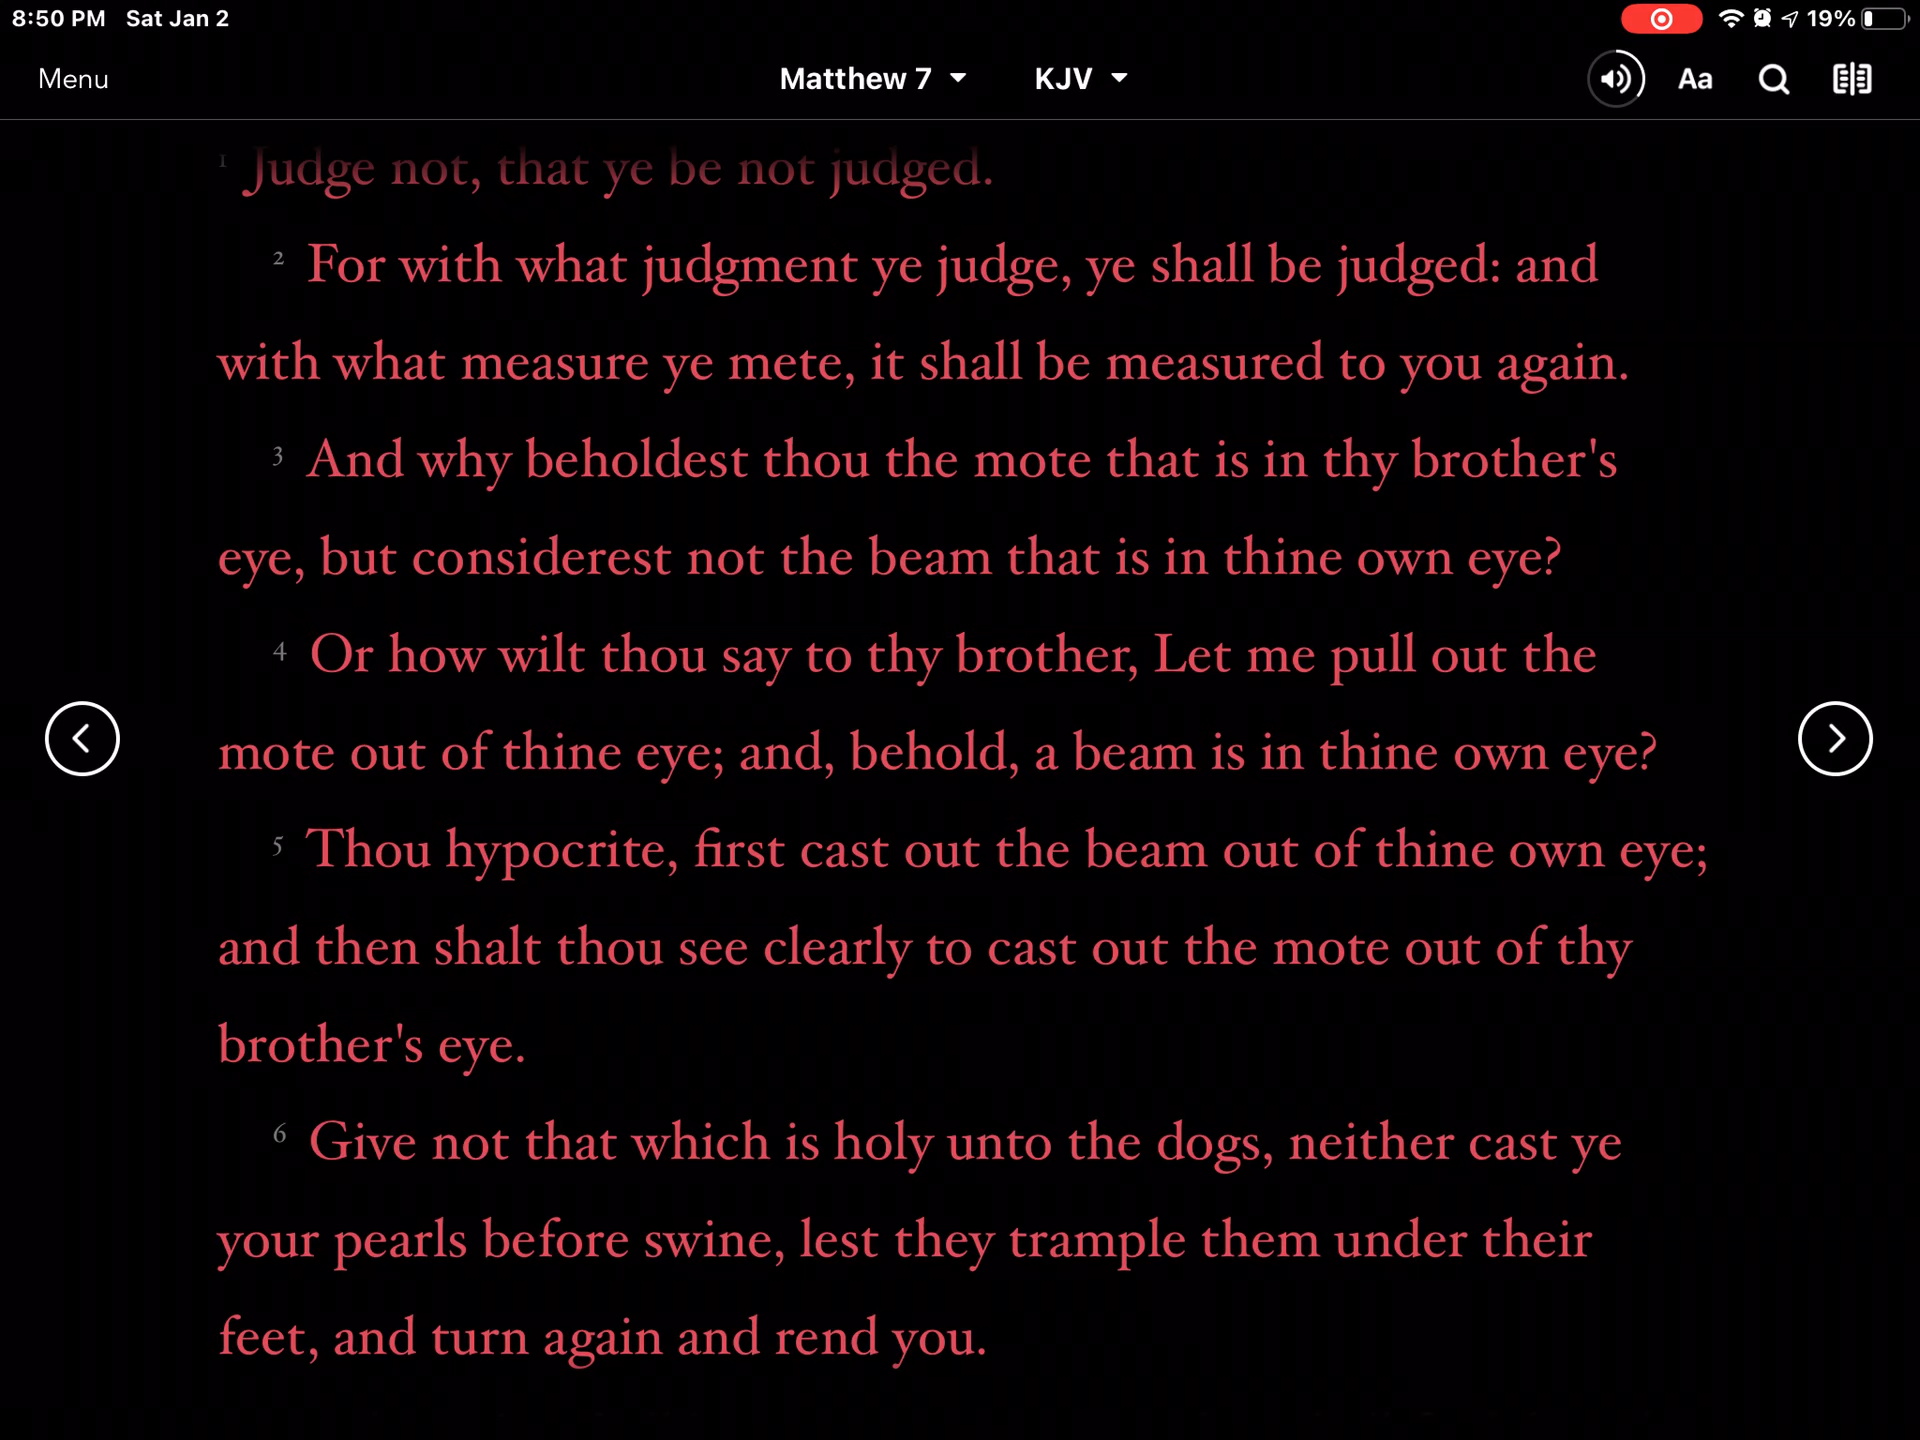 8:50 PM Sat Jan 2 19%
Menu Matthew 7 KJV Aa
1 Judge not, that ye be not judged.
2 For with what judgment ye judge, ye shall be judged: and
with what measure ye mete, it shall be measured to you again.
3 And why beholdest thou the mote that is in thy brother's
eye, but considerest not the beam that is in thine own eye?
4 Or how wilt thou say to thy brother, Let me pull out the
mote out of thine eye; and, behold, a beam is in thine own eye?
5 Thou hypocrite, first cast out the beam out of thine own eye;
and then shalt thou see clearly to cast out the mote out of thy
brother's eye.
6 Give not that which is holy unto the dogs, neither cast ye
your pearls before swine, lest they trample them under their
feet, and turn again and rend you.